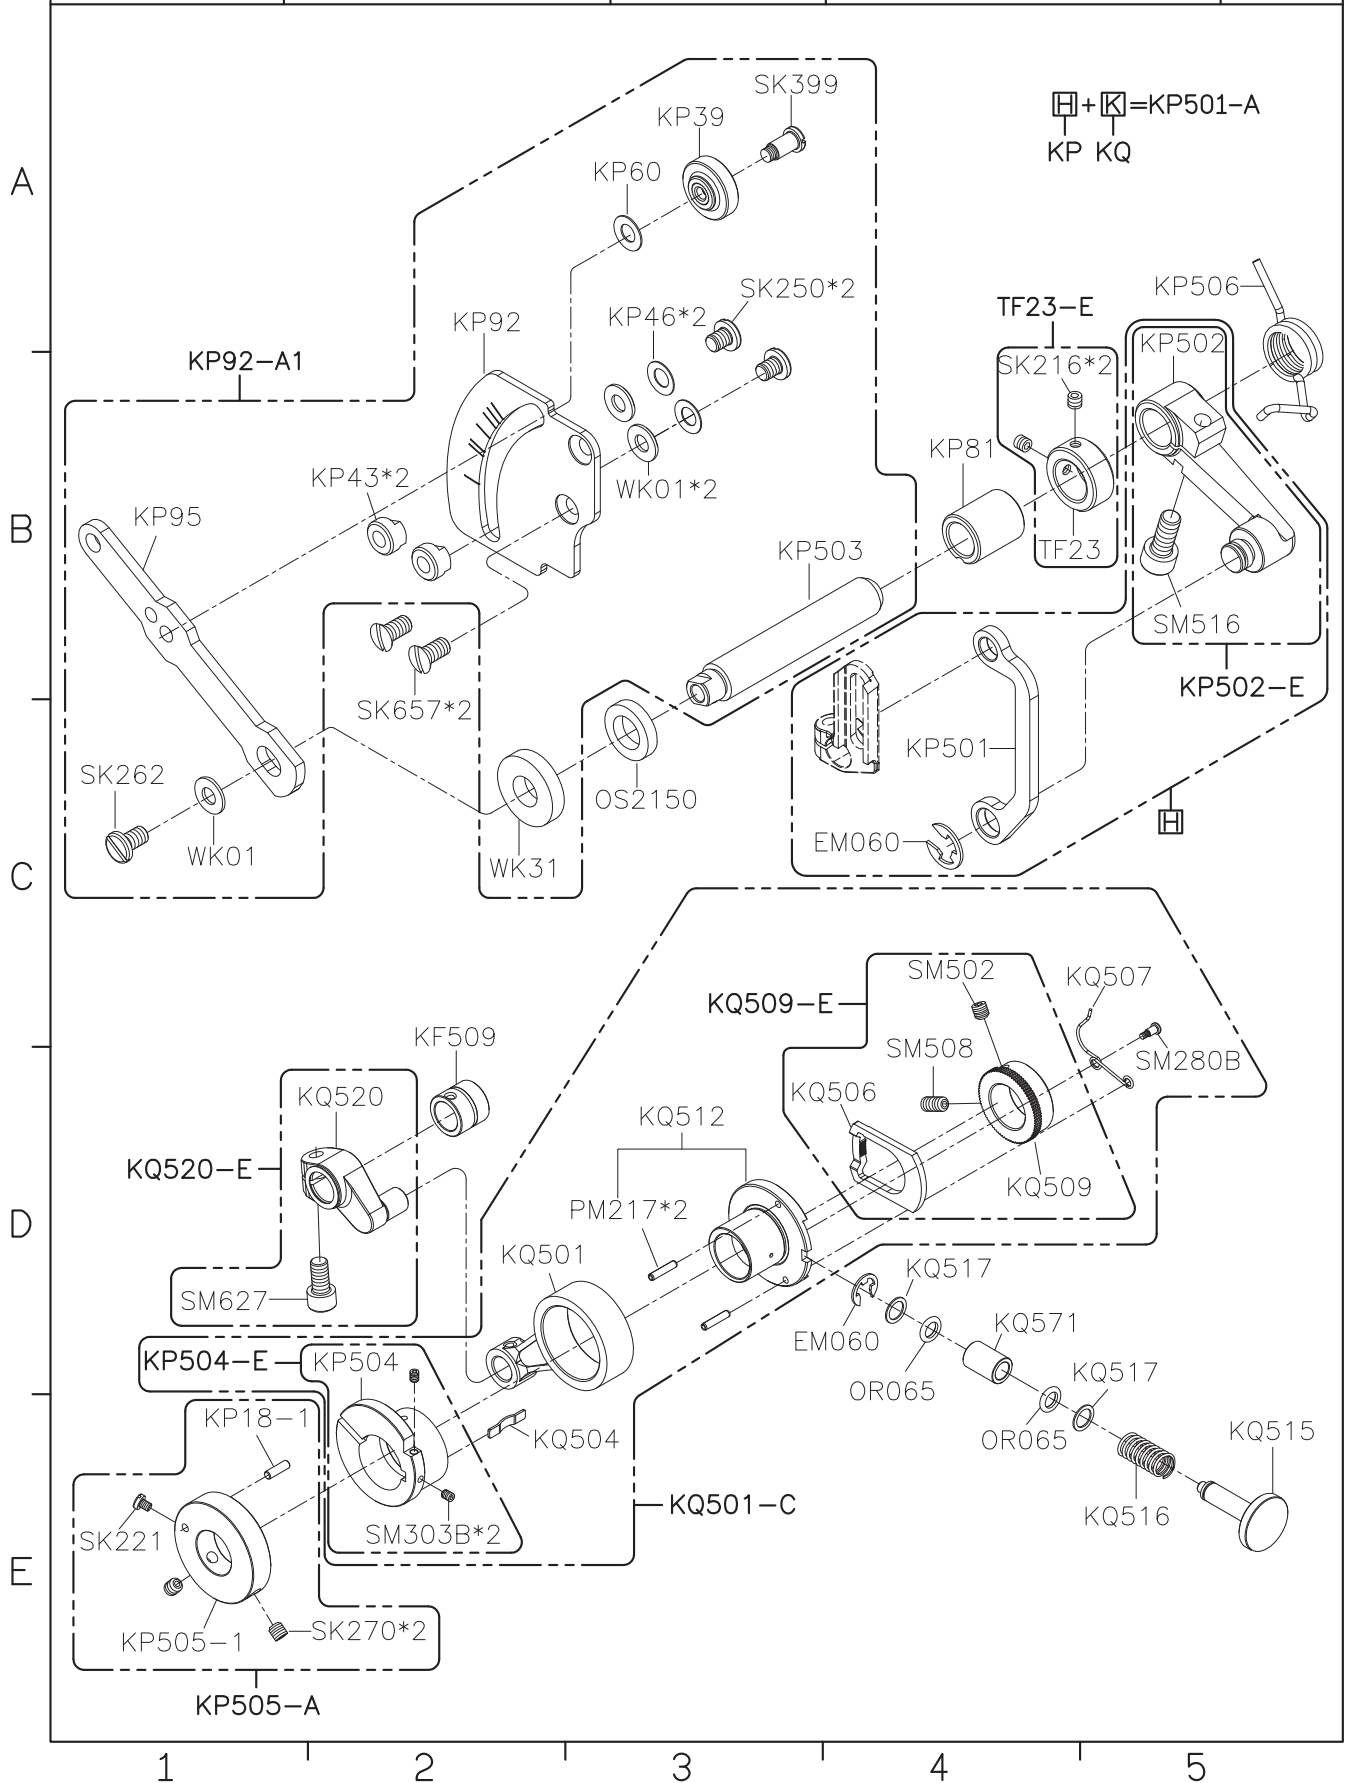 SK399
KP39
H+K=KP501-A
KP KQ
A
KP60
KP506
SK250*2
TF23-E
KP46*2
KP92
KP502
KP92-A1
SK216*2
KP81
KP43*2
WK01*2
KP95
B
TF23
KP503
SM516
KP502-E
SK657*2
KP501
SK262
OS2150
H
EM060
WK01
WK31
C
SM502
KQ507
KQ509-E
KF509
SM508
SM280B
KQ506
KQ520
KQ512
KQ520-E
KQ509
PM217*2
D
KQ501
KQ517
SM627
KQ571
EM060
KP504-E
KP504
KQ517
OR065
KP18-1
KQ504
OR065
KQ515
KQ501-C
KQ516
SM303B*2
SK221
E
SK270*2
KP505-1
KP505-A
1 2 3 4 5